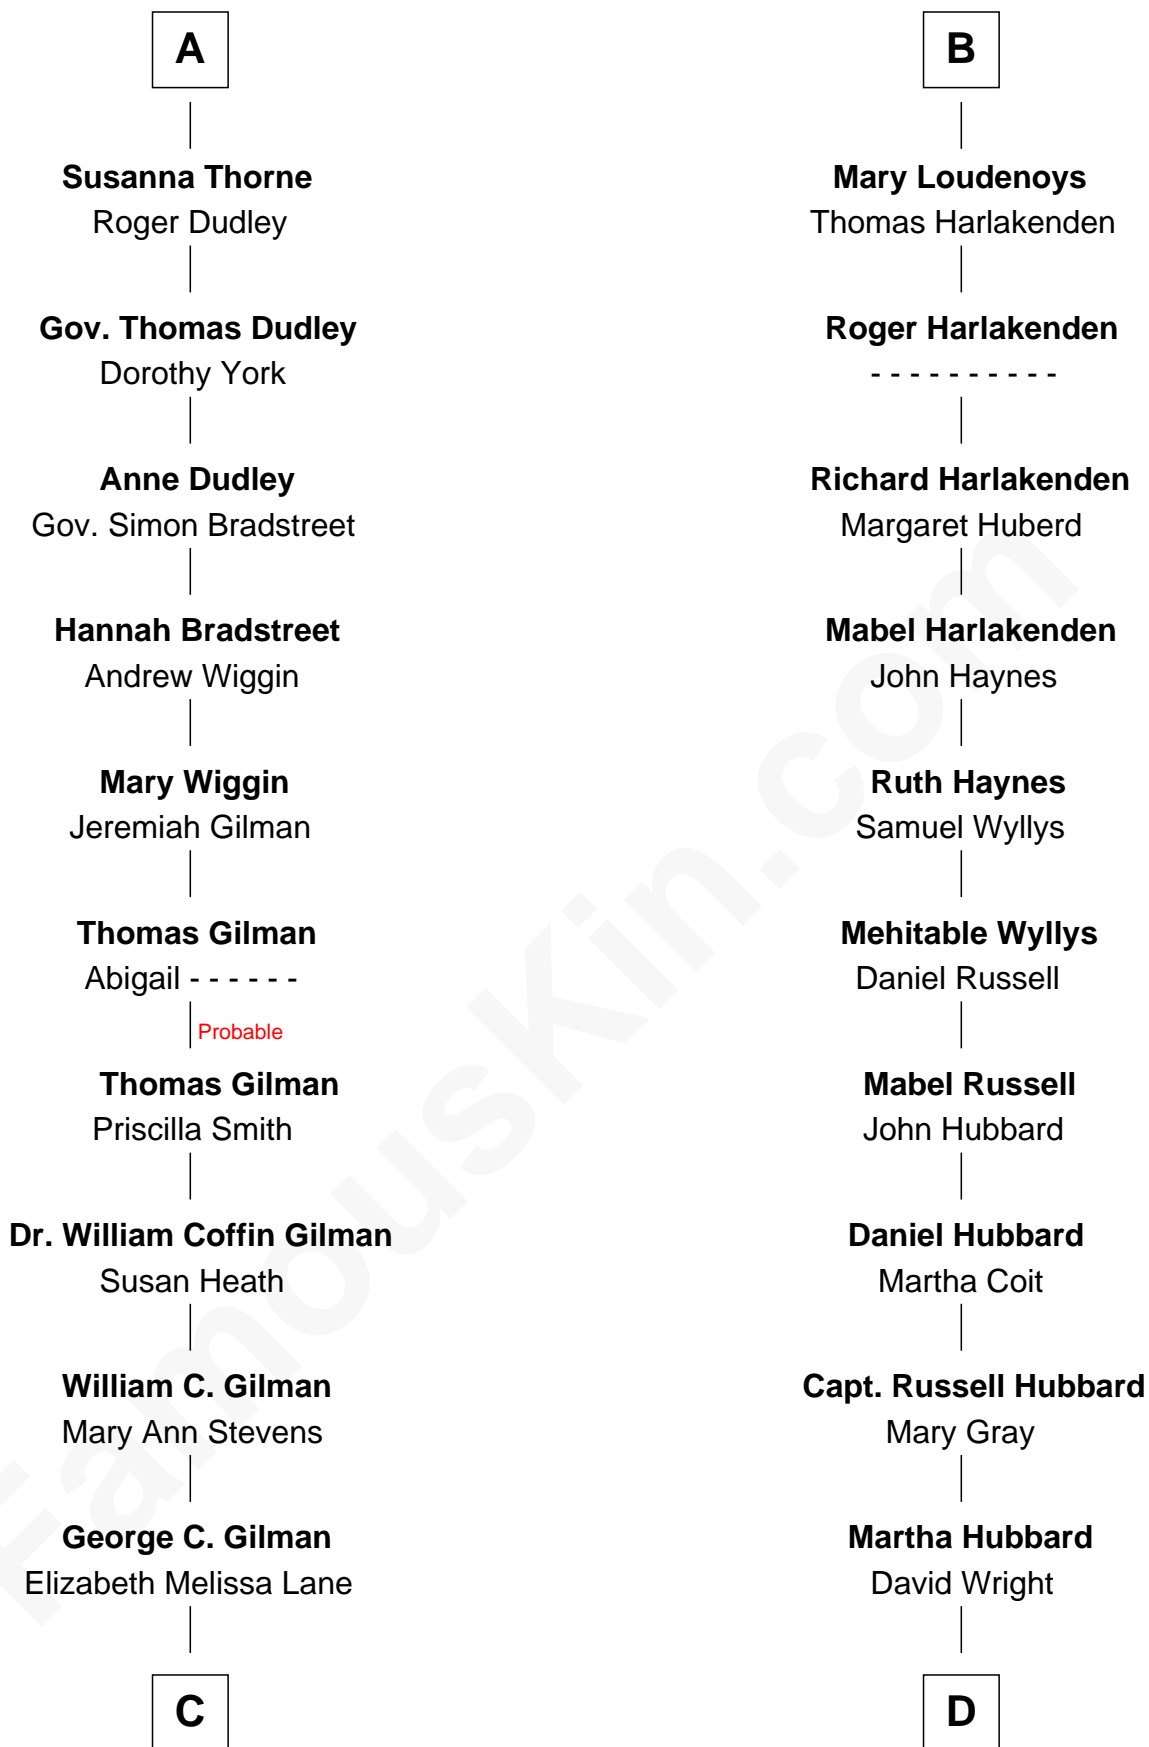 A
Susanna Thorne
Roger Dudley
Gov. Thomas Dudley
Dorothy York
Anne Dudley
Gov. Simon Bradstreet
Hannah Bradstreet
Andrew Wiggin
Mary Wiggin
Jeremiah Gilman
Thomas Gilman
Abigail - - - - - -
Probable
Thomas Gilman
Priscilla Smith
Dr. William Coffin Gilman
Susan Heath
William C. Gilman
Mary Ann Stevens
George C. Gilman
Elizabeth Melissa Lane
C
B
Mary Loudenoys
Thomas Harlakenden
Roger Harlakenden
- - - - - - - - - -
Richard Harlakenden
Margaret Huberd
Mabel Harlakenden
John Haynes
Ruth Haynes
Samuel Wyllys
Mehitable Wyllys
Daniel Russell
Mabel Russell
John Hubbard
Daniel Hubbard
Martha Coit
Capt. Russell Hubbard
Mary Gray
Martha Hubbard
David Wright
D
FamousKin.com